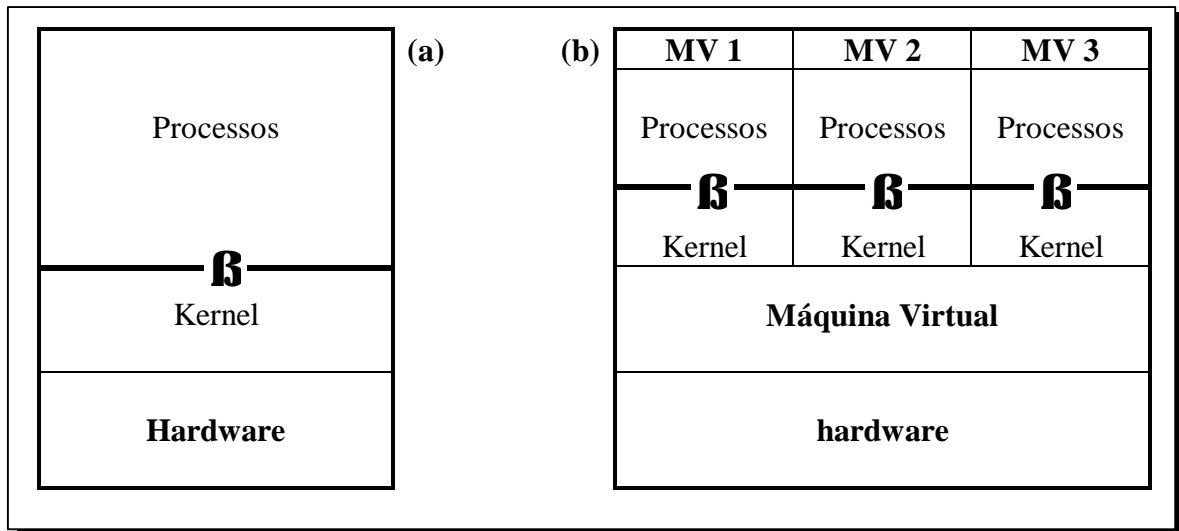 (a)
Processos
ß
Kernel
Hardware
(b)
MV 1 MV 2 MV 3
Processos Processos Processos
ß ß ß
Kernel Kernel Kernel
Máquina Virtual
hardware